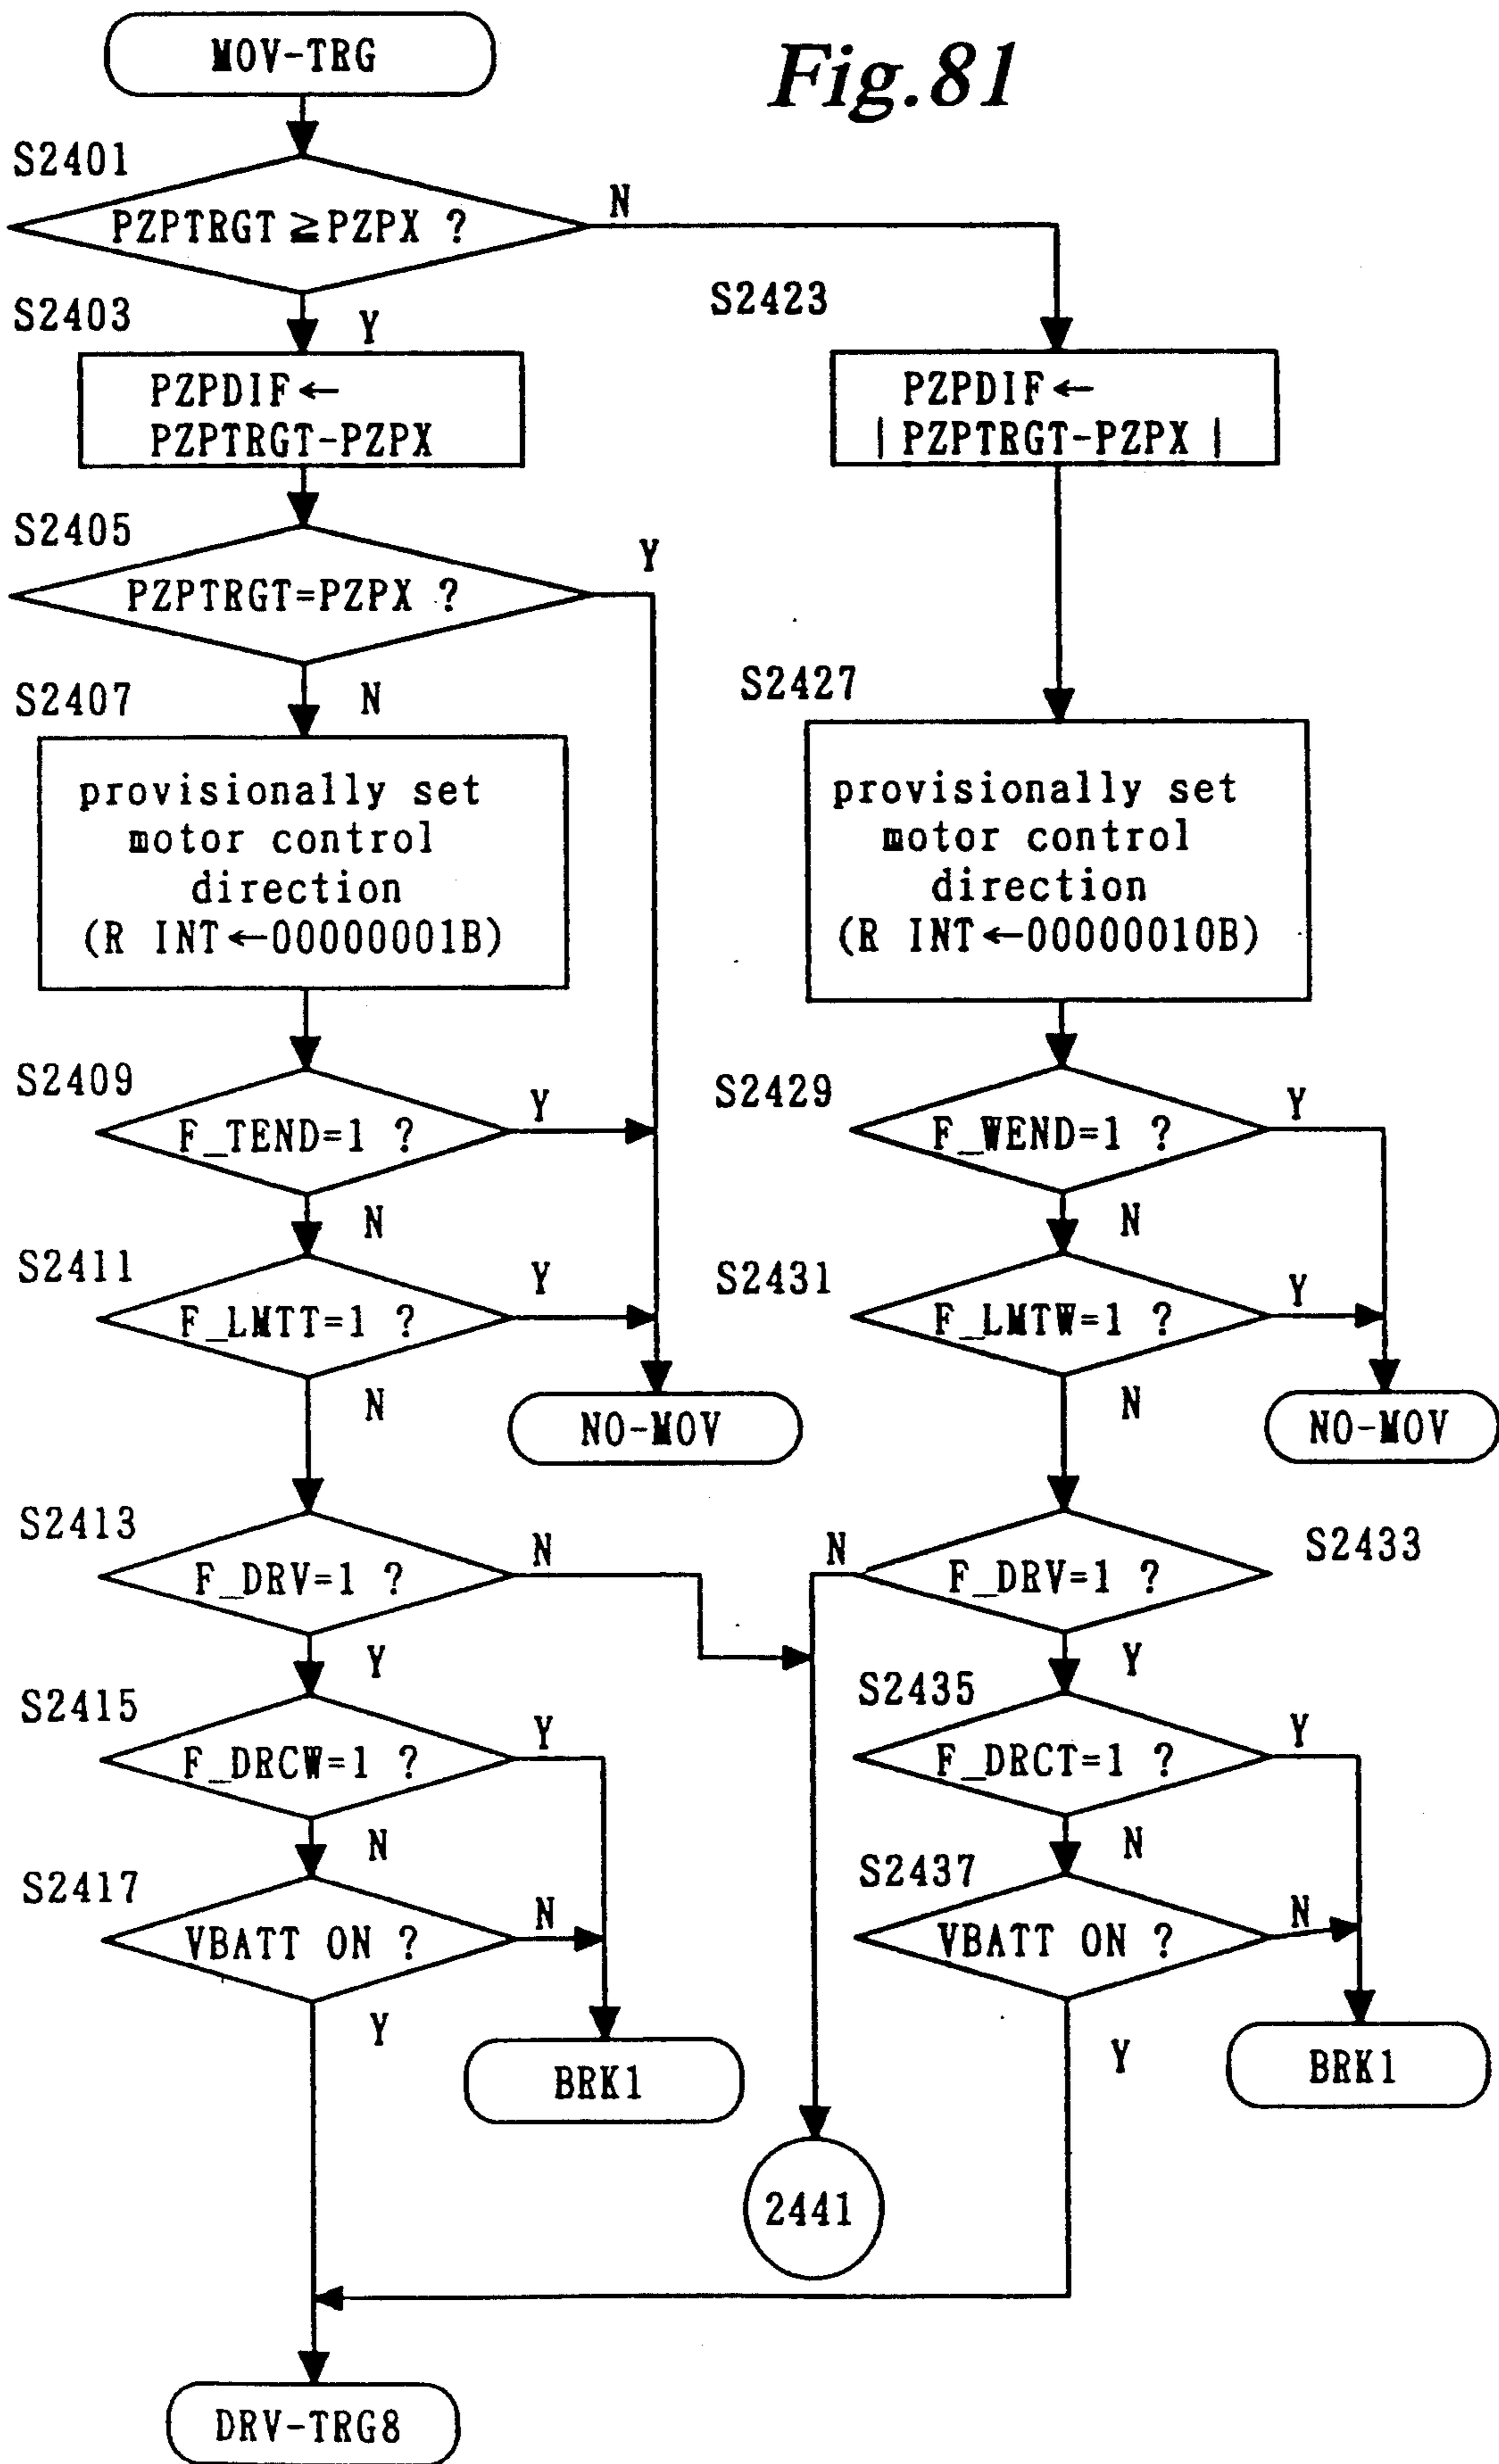 Fig.81
MOV-TRG
S2401
PZPTRGT≧PZPX ?
N
Y
S2403
PZPDIF←
PZPTRGT-PZPX
S2423
PZPDIF←
| PZPTRGT-PZPX |
S2405
PZPTRGT=PZPX ?
Y
N
S2407
provisionally set
motor control
direction
(R INT←00000001B)
S2427
provisionally set
motor control
direction
(R INT←00000010B)
S2409
F_TEND=1 ?
Y
N
S2429
F_WEND=1 ?
Y
N
S2411
F_LMTT=1 ?
Y
N
S2431
F_LMTW=1 ?
Y
N
NO-MOV
NO-MOV
S2413
F_DRV=1 ?
N
Y
S2433
F_DRV=1 ?
N
Y
S2415
F_DRCW=1 ?
Y
N
S2435
F_DRCT=1 ?
Y
N
S2417
VBATT ON ?
N
Y
S2437
VBATT ON ?
N
Y
BRK1
BRK1
2441
DRV-TRG8